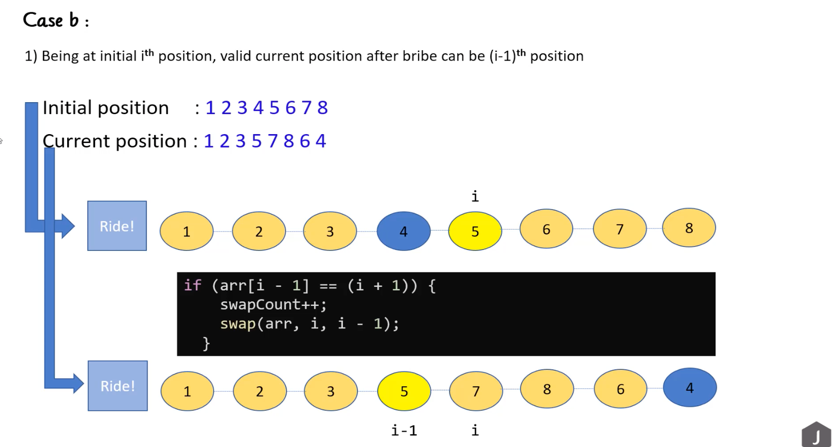 Case b :
1) Being at initial iᵗʰ position, valid current position after bribe can be (i-1)ᵗʰ position
Initial position : 1 2 3 4 5 6 7 8
Current position : 1 2 3 5 7 8 6 4
i
Ride! 1 2 3 4 5 6 7 8
if (arr[i - 1] == (i + 1)) {
swapCount++;
swap(arr, i, i - 1);
}
Ride! 1 2 3 5 7 8 6 4
i-1 i
J